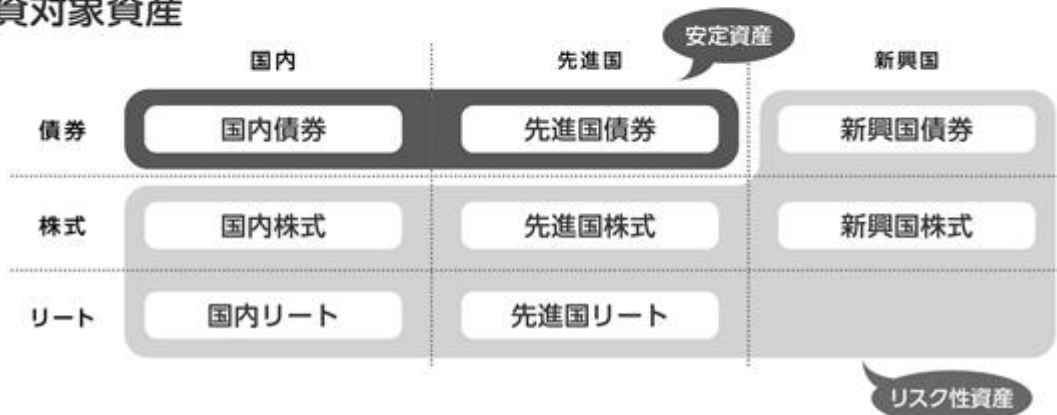 資対象資産
安定資産
国内 先進国 新興国
債券 国内債券 先進国債券 新興国債券
株式 国内株式 先進国株式 新興国株式
リート 国内リート 先進国リート
リスク性資産